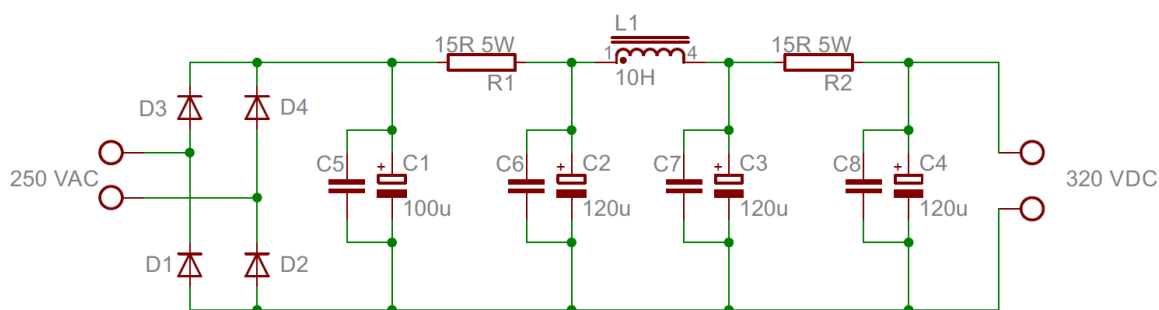 L1
15R 5W
1
4
15R 5W
R1
10H
R2
D3
D4
250 VAC
C5
+
C1
100u
C6
+
C2
120u
C7
+
C3
120u
C8
+
C4
120u
320 VDC
D1
D2